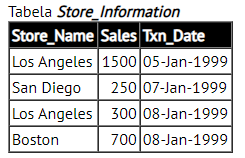 Tabela Store_Information
Store_Name Sales Txn_Date
Los Angeles 1500 05-Jan-1999
San Diego 250 07-Jan-1999
Los Angeles 300 08-Jan-1999
Boston 700 08-Jan-1999